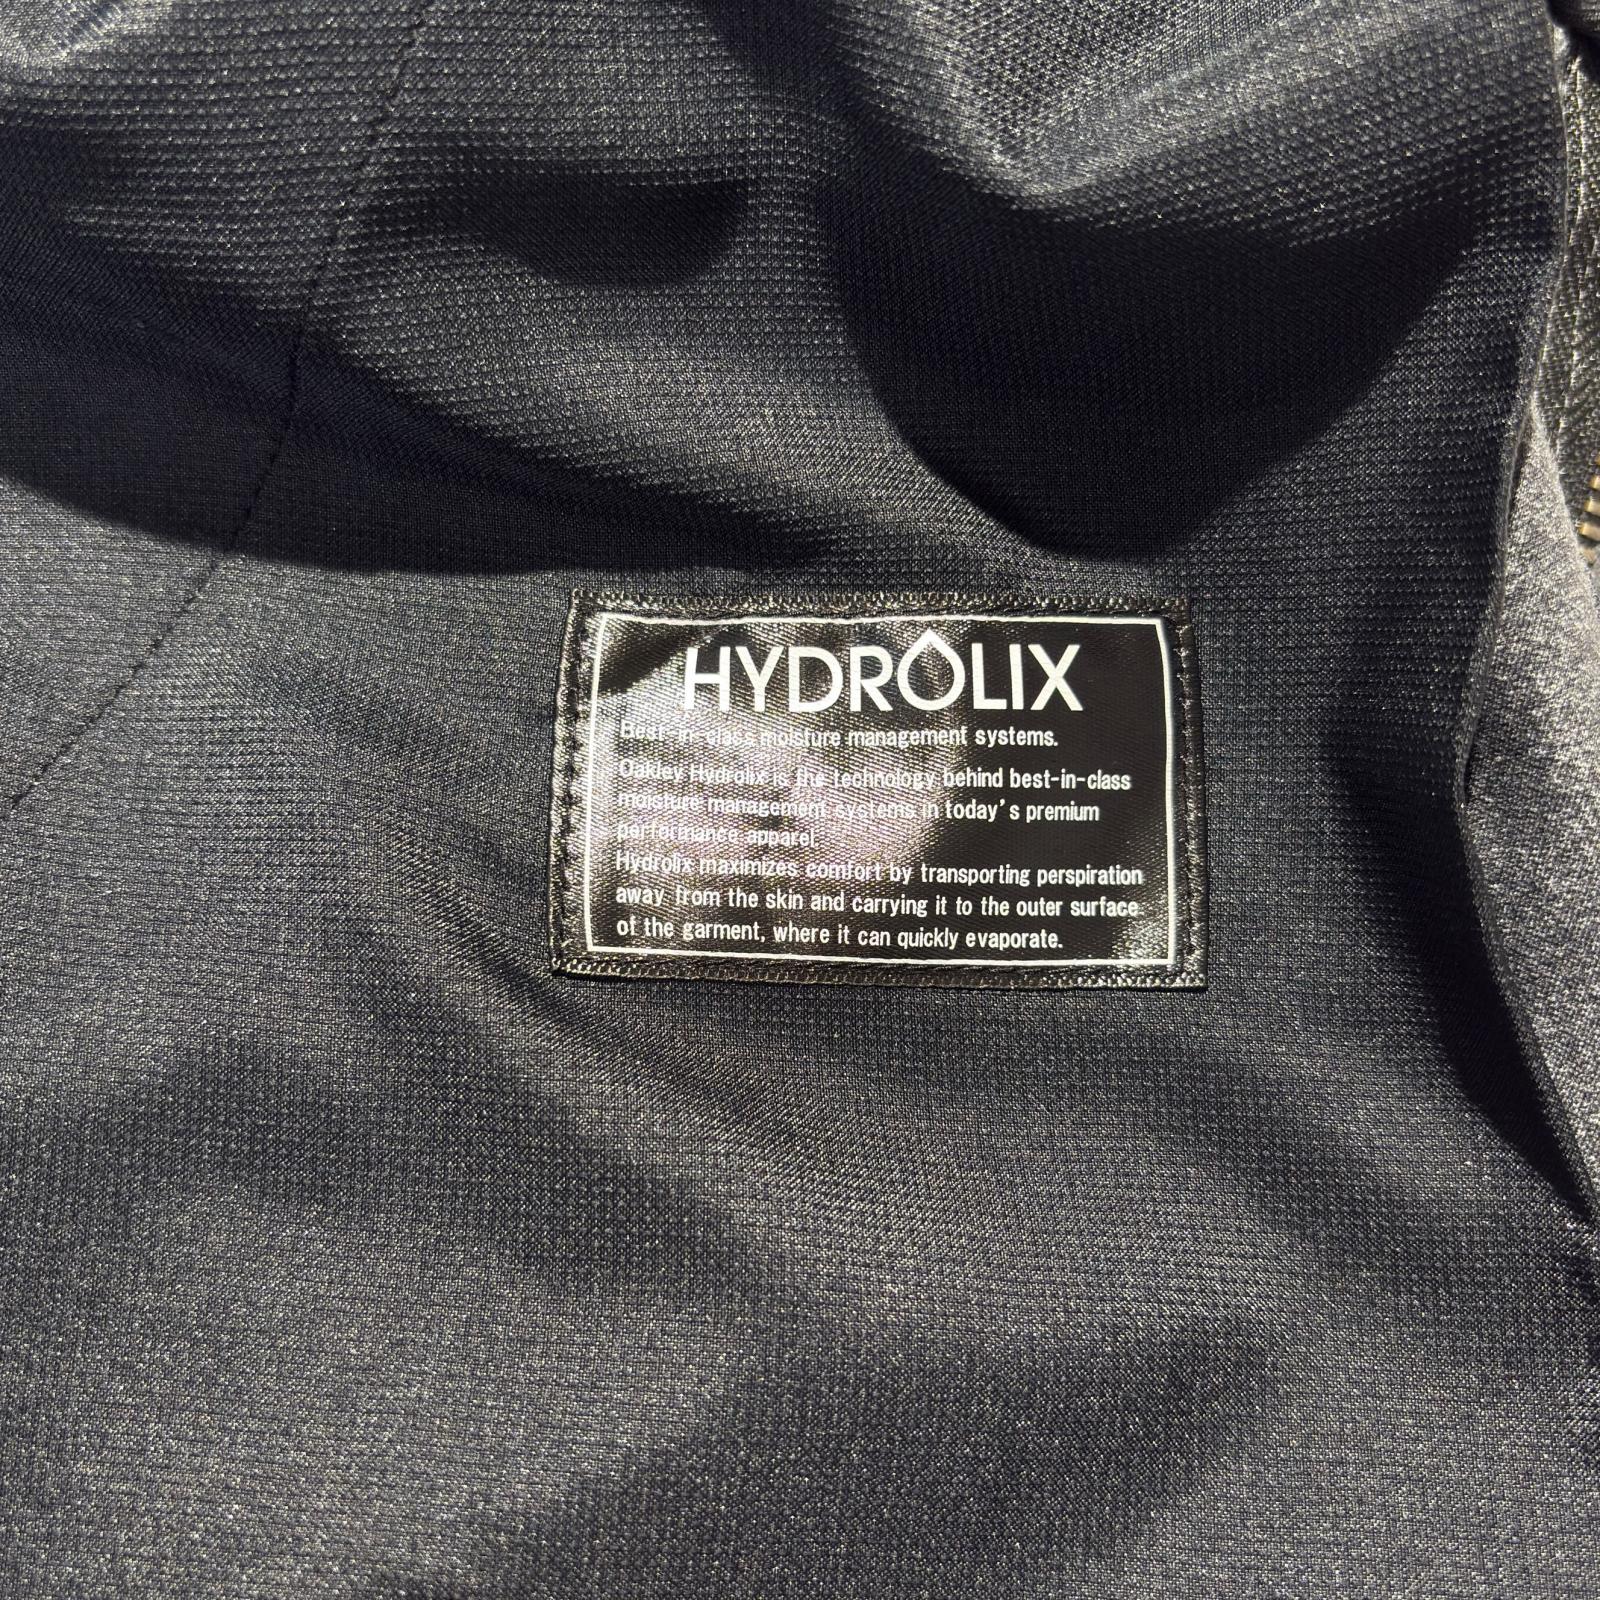 HYDROLIX
Best-in-class moisture management systems.
Oakley Hydrolix is the technology behind best-in-class
moisture management systems in today's premium
performance apparel.
Hydrolix maximizes comfort by transporting perspiration
away from the skin and carrying it to the outer surface
of the garment, where it can quickly evaporate.